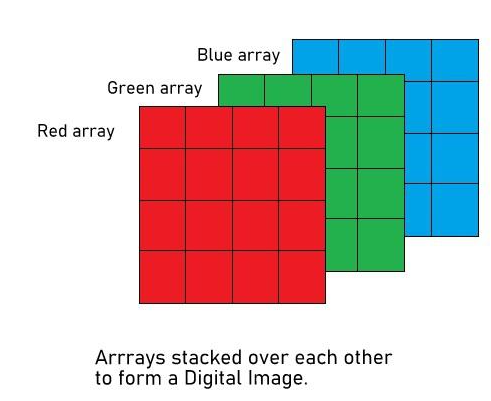 Blue array
Green array
Red array
Arrrays stacked over each other
to form a Digital Image.